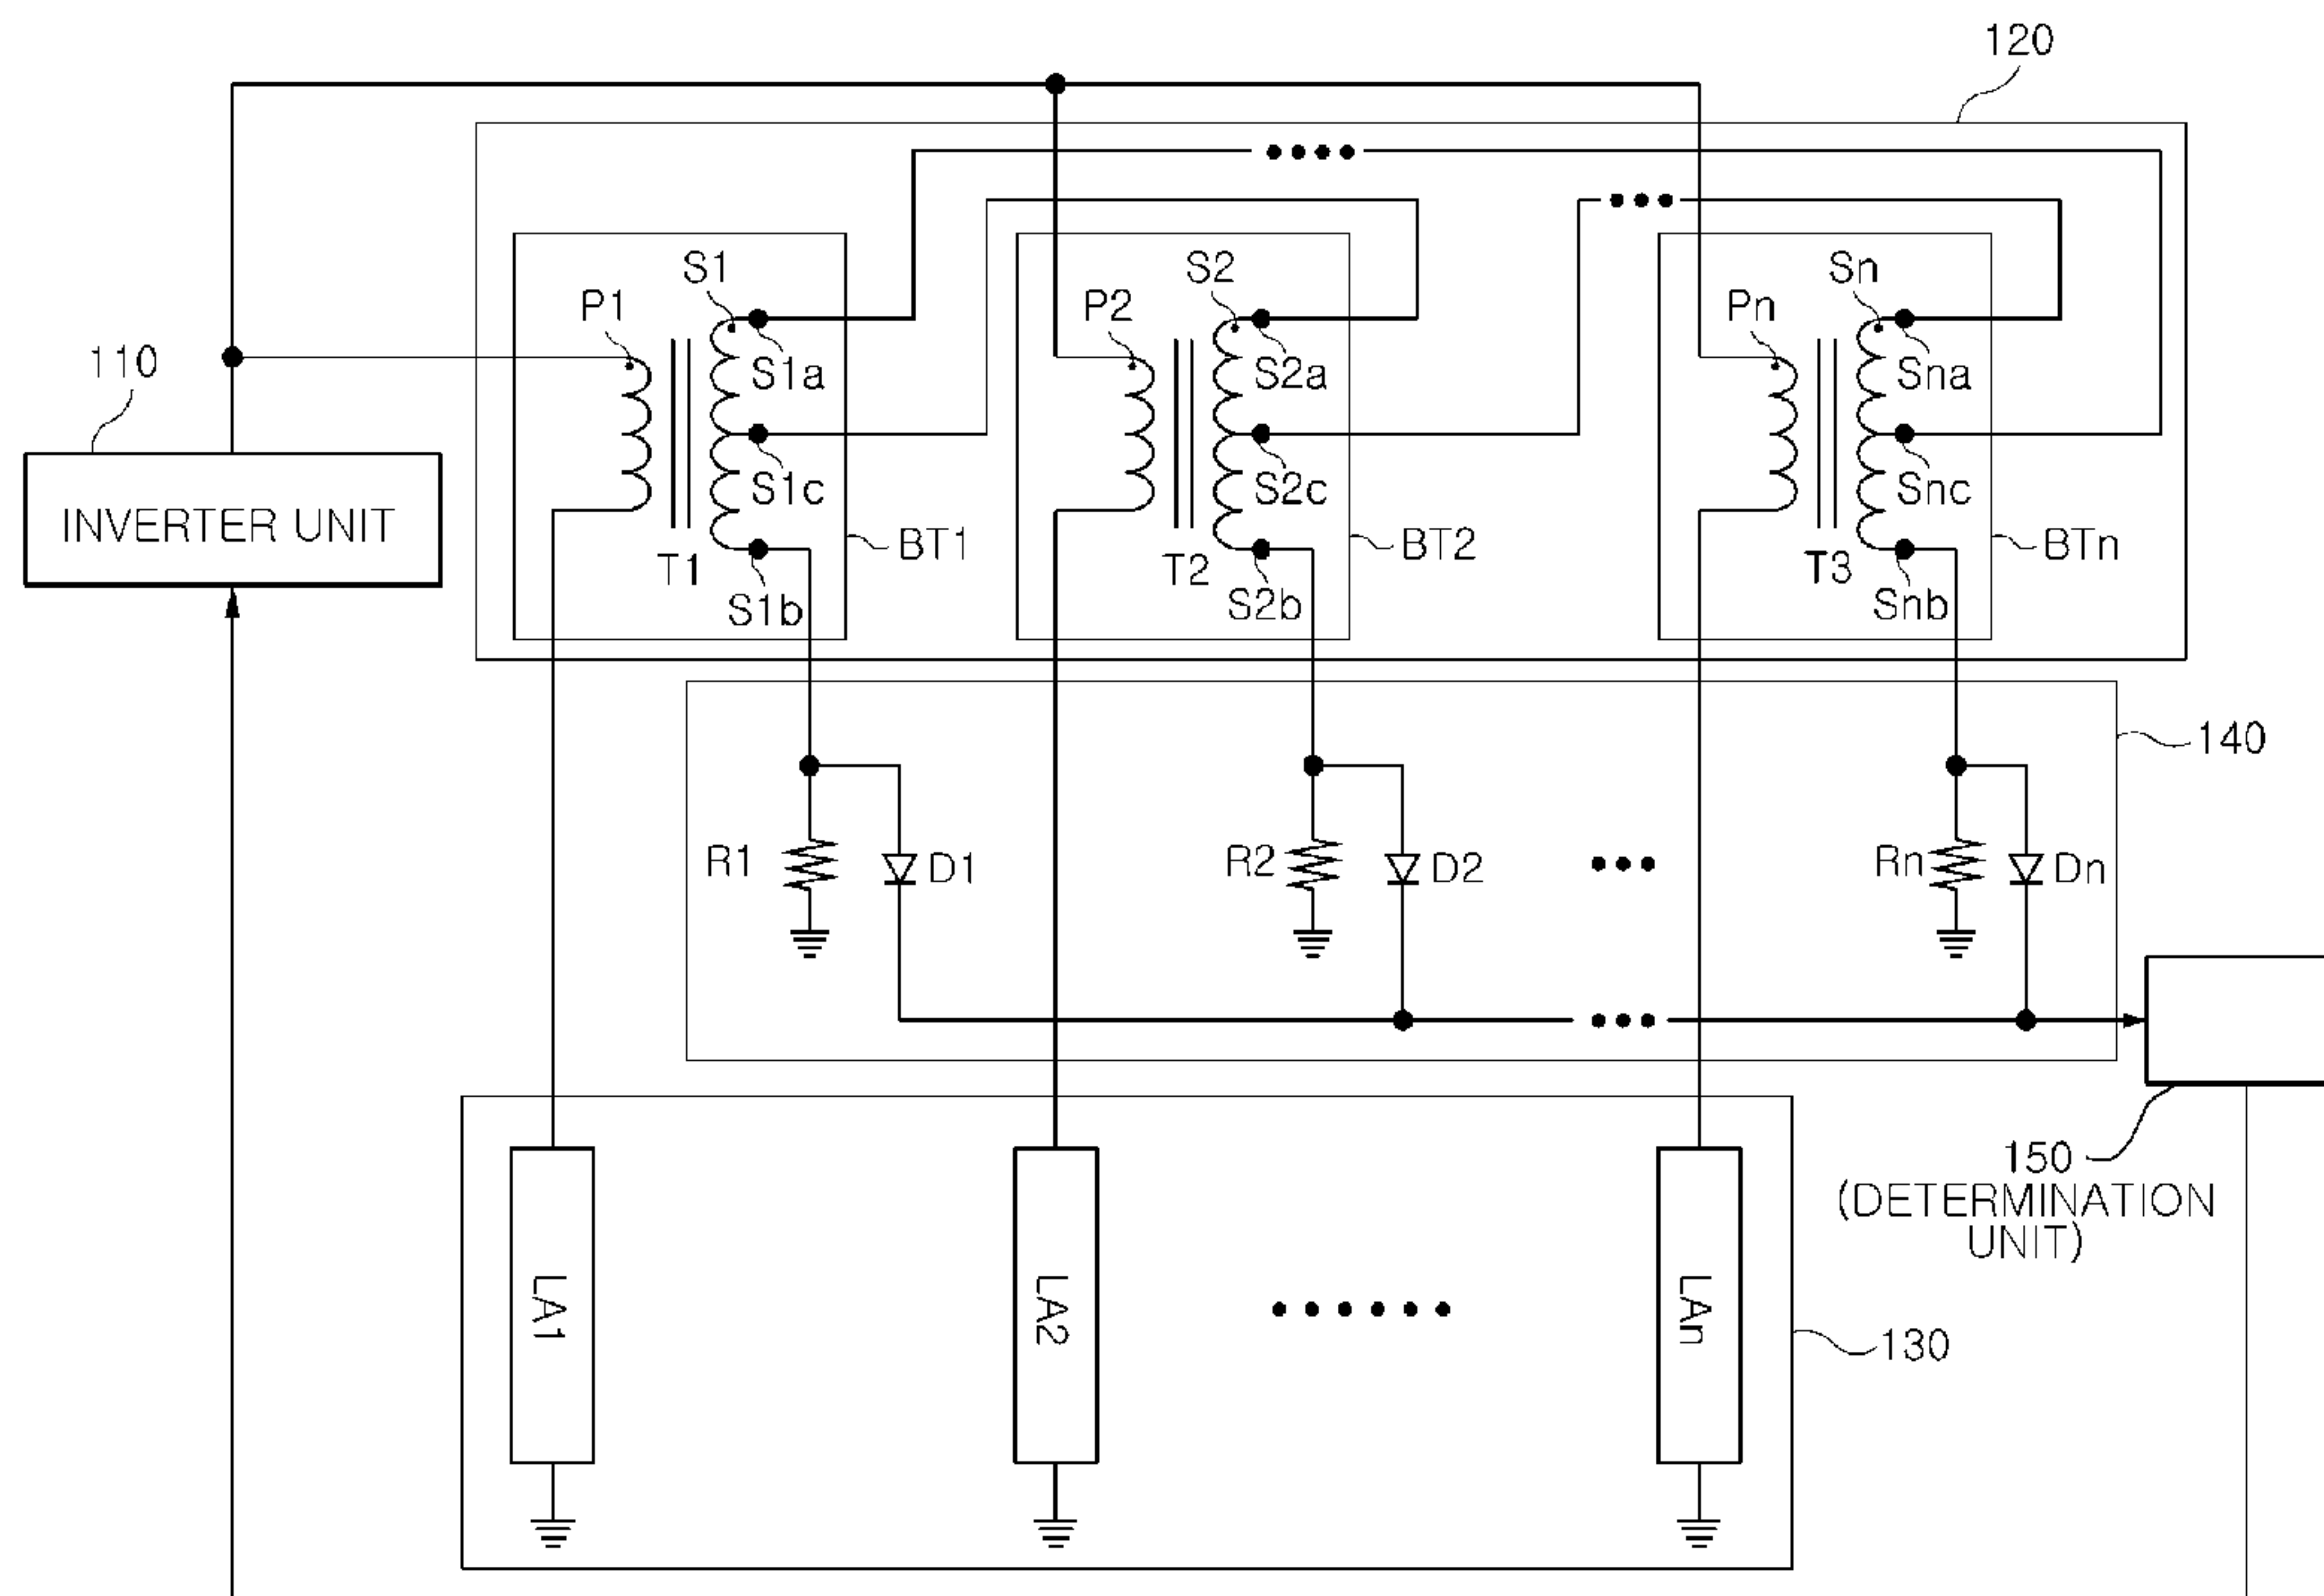 120
S1
S2
Sn
P1
P2
Pn
110
S1a
S2a
Sna
S1c
S2c
Snc
INVERTER UNIT
BT1
BT2
BTn
T1
T2
T3
S1b
S2b
Snb
140
R1
D1
R2
D2
Rn
Dn
150
(DETERMINATION
UNIT)
LA1
LA2
LAn
130